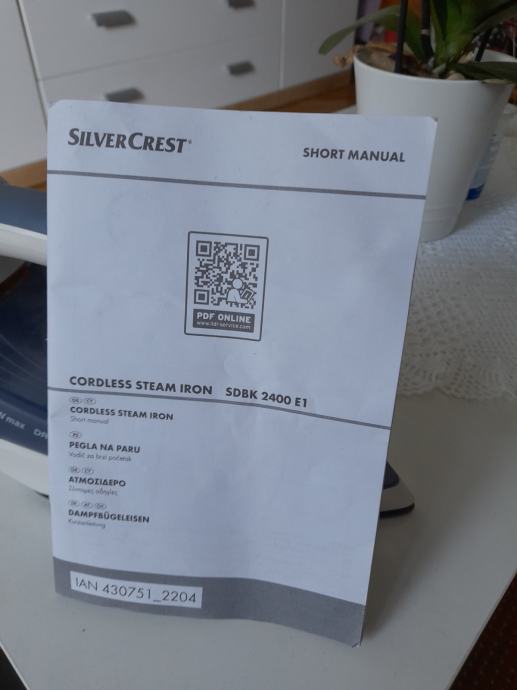 SILVERCREST®
SHORT MANUAL
PDF ONLINE
www.lidl-service.com
CORDLESS STEAM IRON SDBK 2400 E1
GB CY
CORDLESS STEAM IRON
Short manual
RS
PEGLA NA PARU
Vodič za brzi početak
GR CY
ΑΤΜΟΣΙΔΕΡΟ
Σύντομες οδηγίες
DE AT CH
DAMPFBÜGELEISEN
Kurzanleitung
IAN 430751_2204
max